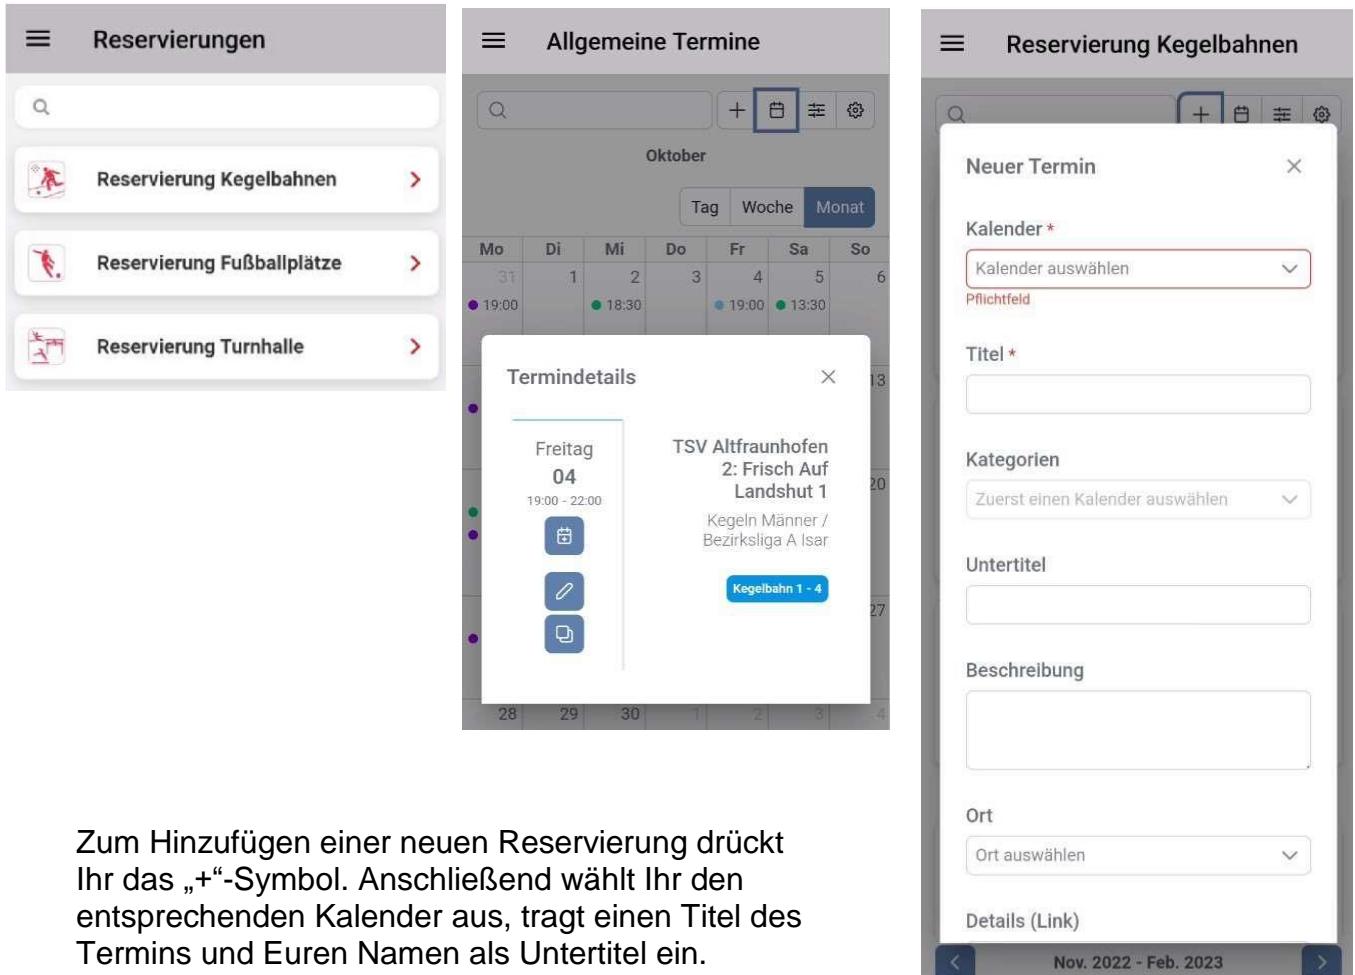 Reservierungen
Reservierung Kegelbahnen
Reservierung Fußballplätze
Reservierung Turnhalle
Allgemeine Termine
Oktober
Tag Woche Monat
Mo Di Mi Do Fr Sa So
31 1 2 3 4 5 6
19:00 18:30 19:00 13:30
13
20
27
Termindetails
Freitag
04
19:00 - 22:00
TSV Altfraunhofen
2: Frisch Auf
Landshut 1
Kegeln Männer /
Bezirksliga A Isar
Kegelbahn 1 - 4
28 29 30 1 2 3 4
Reservierung Kegelbahnen
Neuer Termin
Kalender *
Kalender auswählen
Pflichtfeld
Titel *
Kategorien
Zuerst einen Kalender auswählen
Untertitel
Beschreibung
Ort
Ort auswählen
Details (Link)
Nov. 2022 - Feb. 2023
Zum Hinzufügen einer neuen Reservierung drückt
Ihr das „+“-Symbol. Anschließend wählt Ihr den
entsprechenden Kalender aus, tragt einen Titel des
Termins und Euren Namen als Untertitel ein.